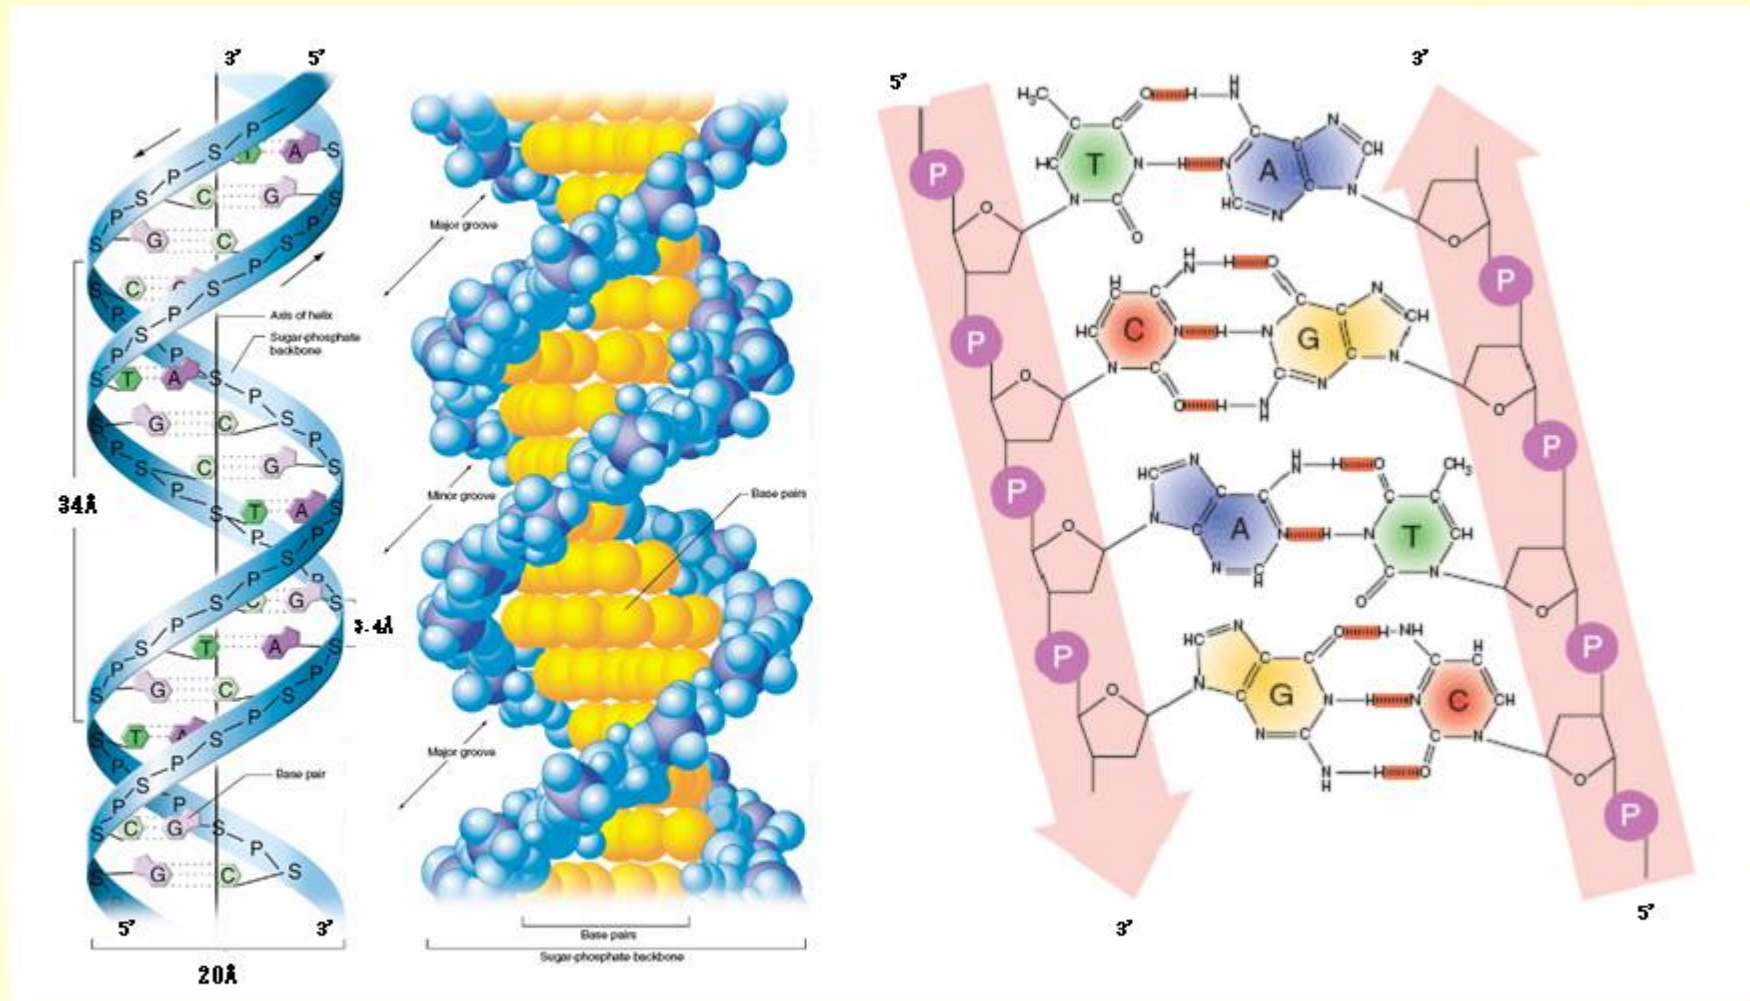 3’ 5’
P
S T A S
P
S C G S
P P
S G C S
P
S C S
P P
S
P P
S T A S
P
S G C S
P P
S C G S
P
S T A S
P P
S
P P
S C G S
P
S T A S
P P
S G C S
P
S T A S
P P
S
P P
S C G S
P
S G C S
5’ 3’
34Å
3.4Å
20Å
Axis of helix
Sugar-phosphate
backbone
Base pair
Major groove
Minor groove
Base pairs
Major groove
Base pairs
Sugar-phosphate backbone
5’ 3’
H
H₃C O H N
C C C N
HC T N H N A C CH
N C HC C N
O N
P O O
H H
C N H O N
HC C C C CH
HC C N H N G
N C C C N
O H N N
H
P O O P
HC N H
N H O CH₃
C C C C
N C A N H N T CH
N C C N
H O
P O O P
HC N O H NH H
C C C C
N C G N H N C CH
N C C N
N H O
H
P O O P
P
3’ 5’